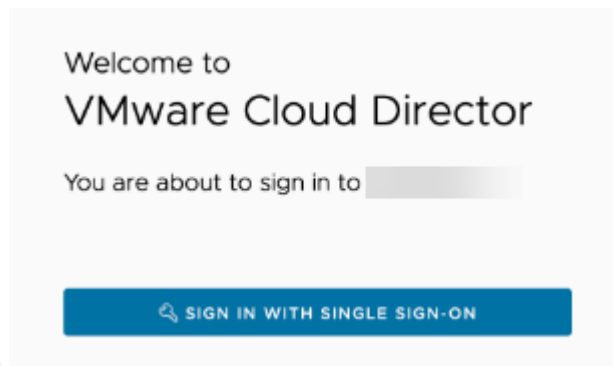 Welcome to
VMware Cloud Director
You are about to sign in to
SIGN IN WITH SINGLE SIGN-ON